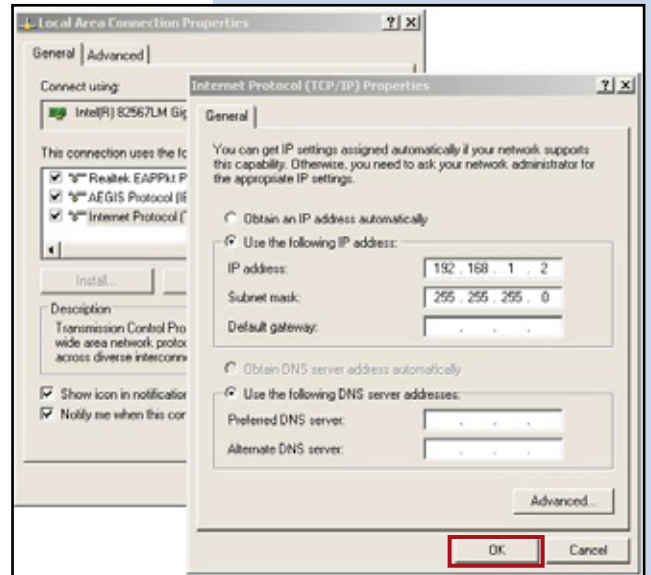 Local Area Connection Properties
General
Advanced
Connect using:
Intel(R) 82567LM Gig
This connection uses the fo
Realtek EAPPkt P
AEGIS Protocol (IE
Internet Protocol (T
Install...
Description
Transmission Control Pro
wide area network protoc
across diverse interconn
Show icon in notification
Notify me when this con
Internet Protocol (TCP/IP) Properties
General
You can get IP settings assigned automatically if your network supports
this capability. Otherwise, you need to ask your network administrator for
the appropriate IP settings.
Obtain an IP address automatically
Use the following IP address:
IP address: 192 . 168 . 1 . 2
Subnet mask: 255 . 255 . 255 . 0
Default gateway: . . .
Obtain DNS server address automatically
Use the following DNS server addresses:
Preferred DNS server: . . .
Alternate DNS server: . . .
Advanced...
OK
Cancel